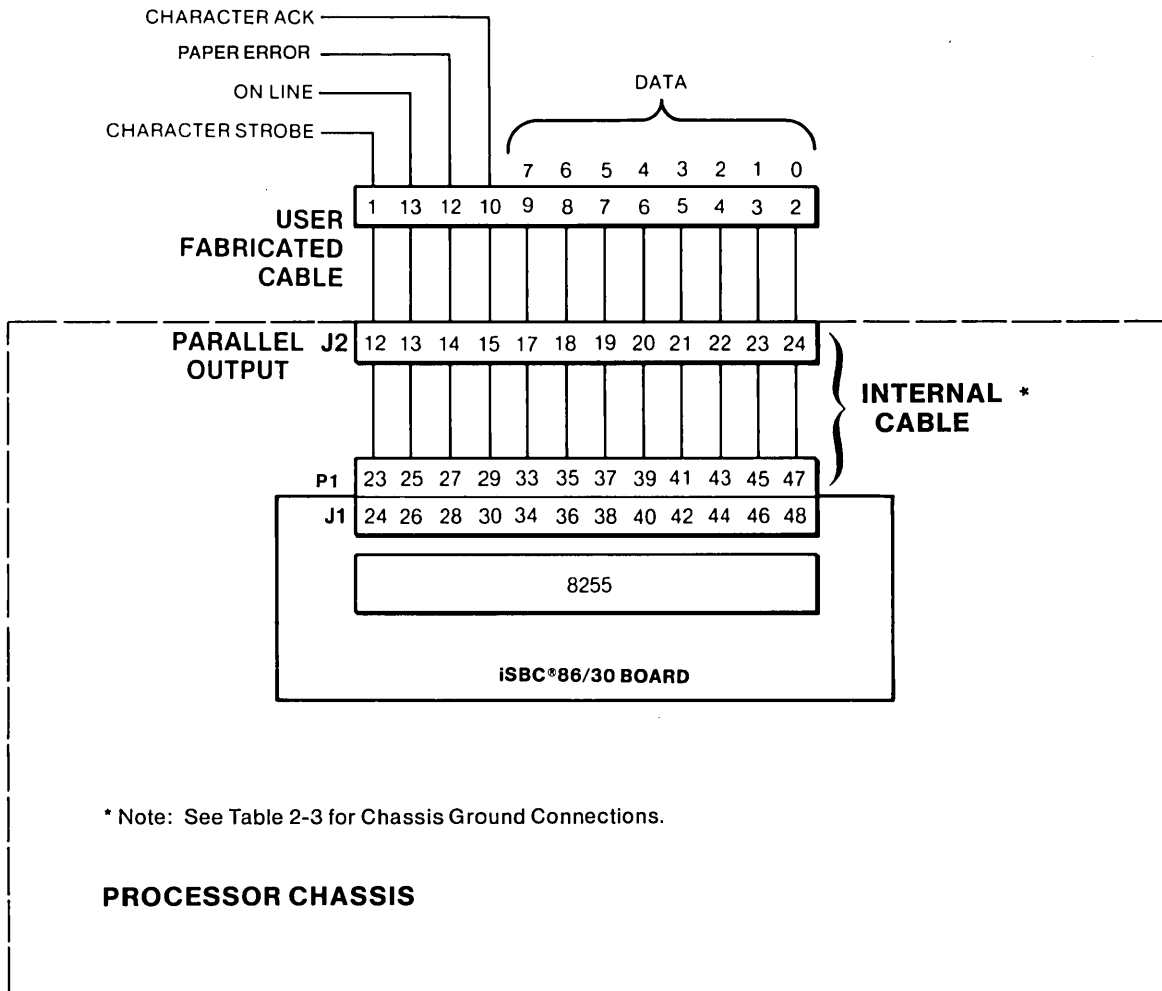 CHARACTER ACK
PAPER ERROR
ON LINE
CHARACTER STROBE
DATA
7 6 5 4 3 2 1 0
1 13 12 10 9 8 7 6 5 4 3 2
USER
FABRICATED
CABLE
PARALLEL
OUTPUT
J2 12 13 14 15 17 18 19 20 21 22 23 24
INTERNAL *
CABLE
P1 23 25 27 29 33 35 37 39 41 43 45 47
J1 24 26 28 30 34 36 38 40 42 44 46 48
8255
iSBC®86/30 BOARD
* Note: See Table 2-3 for Chassis Ground Connections.
PROCESSOR CHASSIS